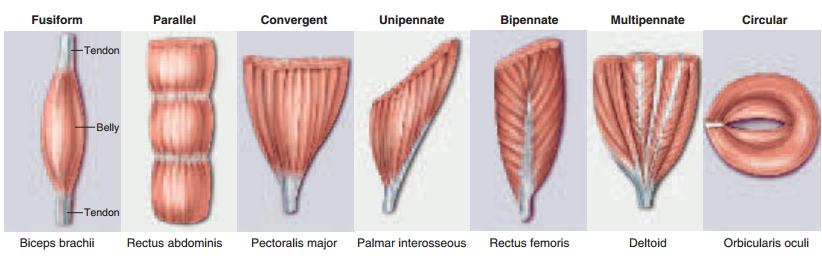 Fusiform Parallel Convergent Unipennate Bipennate Multipennate Circular
Tendon
Belly
Tendon
Biceps brachii Rectus abdominis Pectoralis major Palmar interosseous Rectus femoris Deltoid Orbicularis oculi